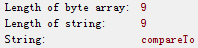 Length of byte array:  9
Length of string:      9
String:                compareTo